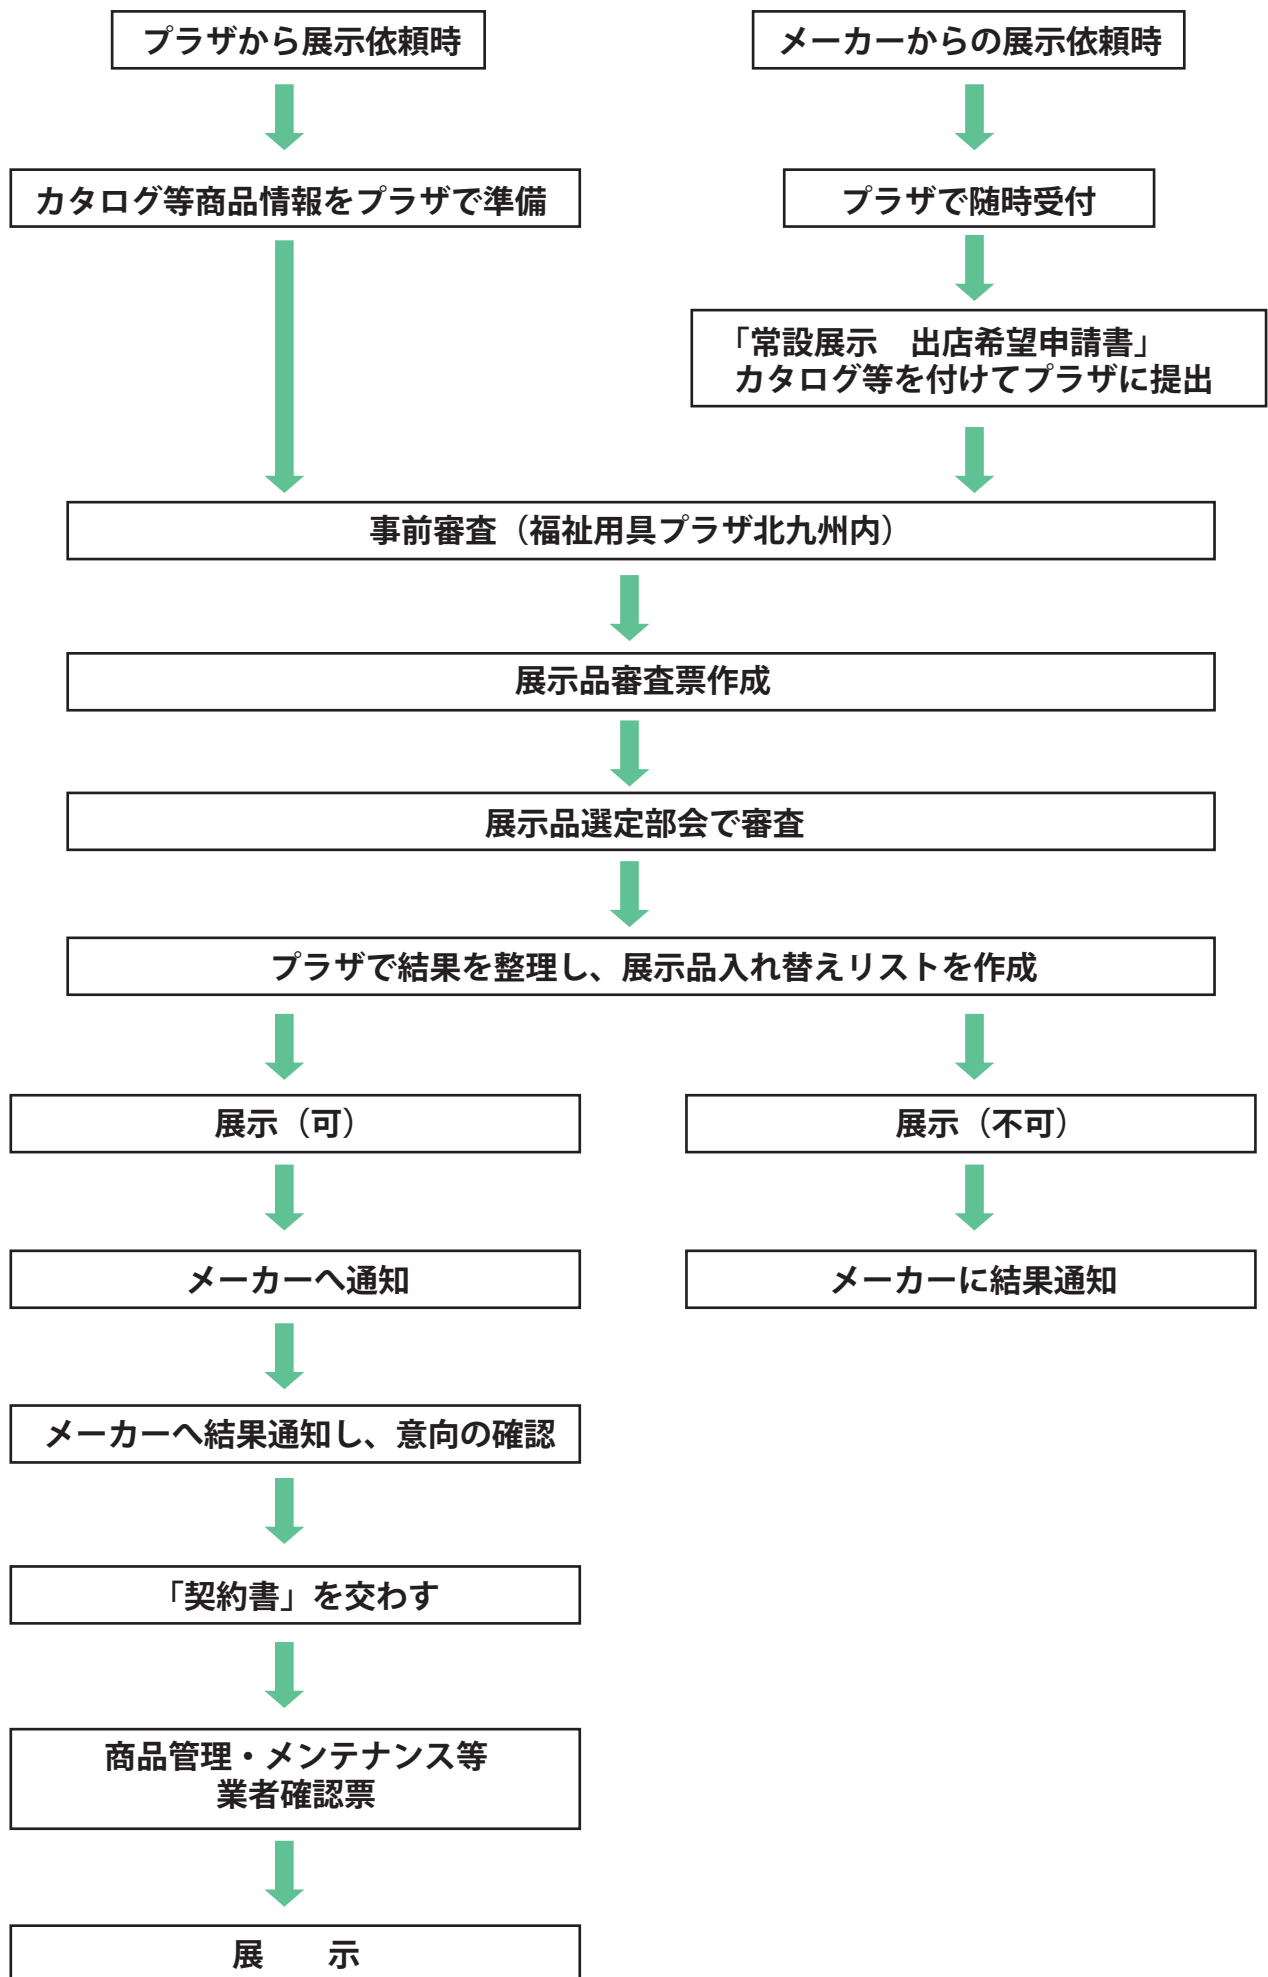 プラザから展示依頼時
メーカーからの展示依頼時
カタログ等商品情報をプラザで準備
プラザで随時受付
「常設展示　出店希望申請書」
カタログ等を付けてプラザに提出
事前審査（福祉用具プラザ北九州内）
展示品審査票作成
展示品選定部会で審査
プラザで結果を整理し、展示品入れ替えリストを作成
展示（可）
展示（不可）
メーカーへ通知
メーカーに結果通知
メーカーへ結果通知し、意向の確認
「契約書」を交わす
商品管理・メンテナンス等
業者確認票
展　　示